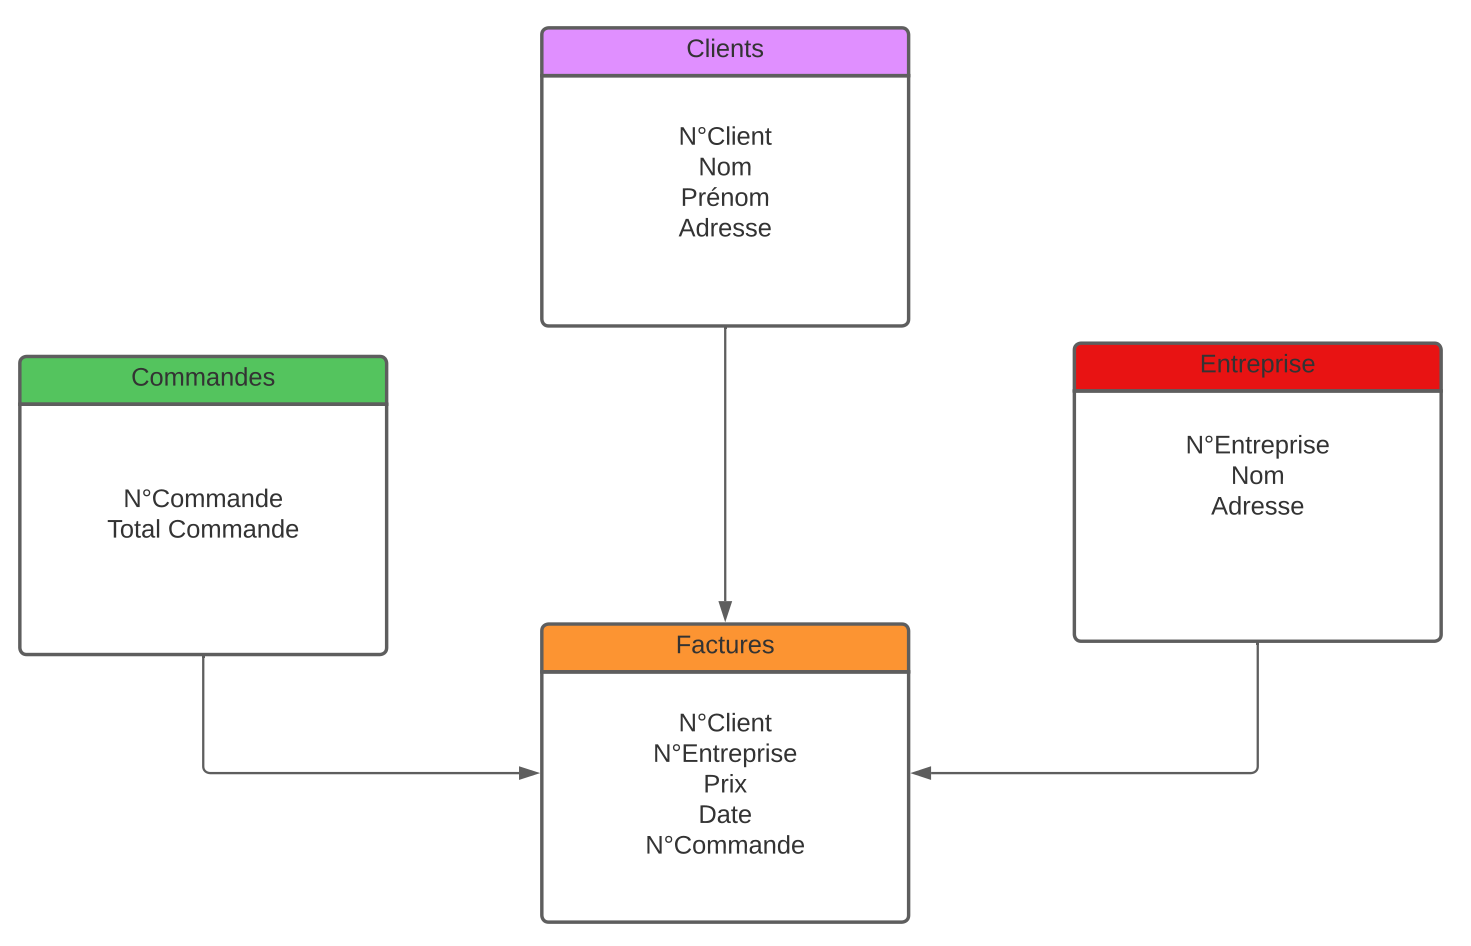 Clients
N°Client
Nom
Prénom
Adresse
Commandes
N°Commande
Total Commande
Entreprise
N°Entreprise
Nom
Adresse
Factures
N°Client
N°Entreprise
Prix
Date
N°Commande